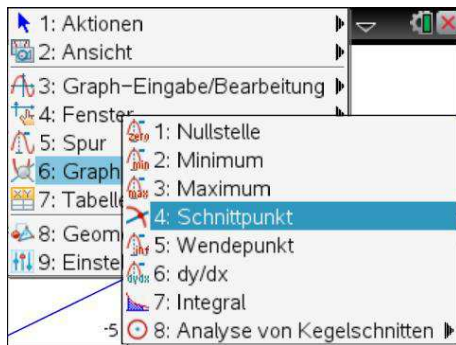 1: Aktionen
2: Ansicht
3: Graph-Eingabe/Bearbeitung
4: Fenster
5: Spur
6: Graph
7: Tabelle
8: Geom
9: Einstel
1: Nullstelle
2: Minimum
3: Maximum
4: Schnittpunkt
5: Wendepunkt
6: dy/dx
7: Integral
8: Analyse von Kegelschnitten
-5